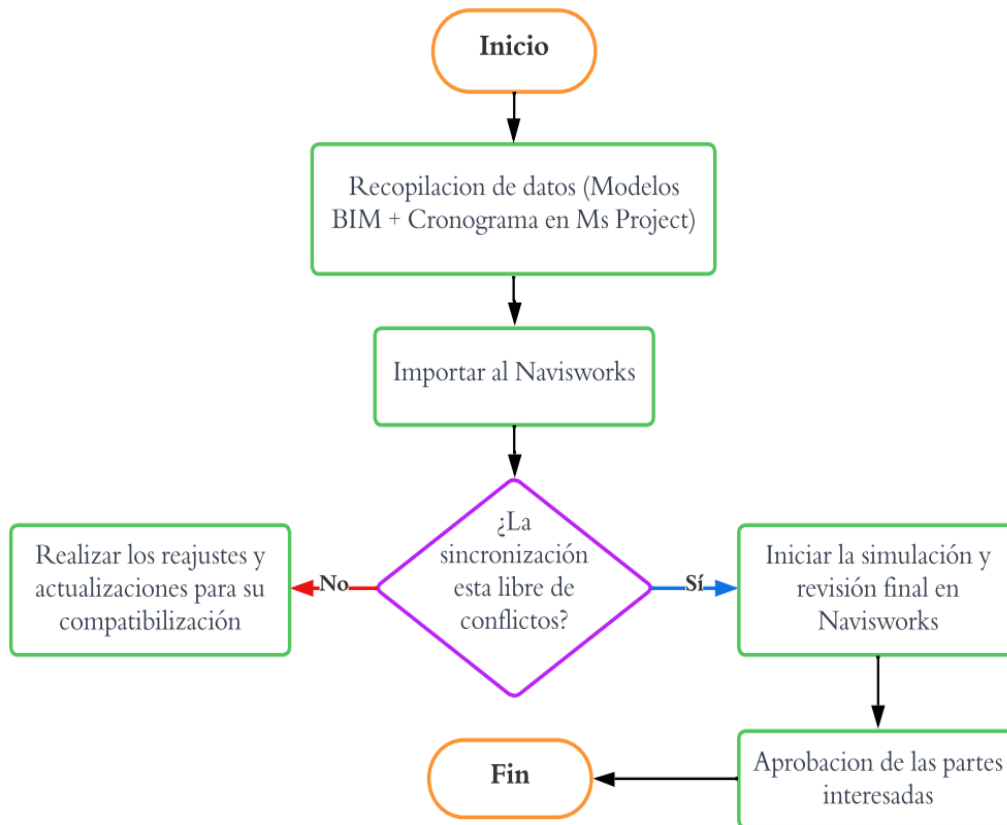 Inicio
Recopilacion de datos (Modelos
BIM + Cronograma en Ms Project)
Importar al Navisworks
¿La
sincronización
esta libre de
conflictos?
No
Sí
Realizar los reajustes y
actualizaciones para su
compatibilización
Iniciar la simulación y
revisión final en
Navisworks
Aprobacion de las partes
interesadas
Fin